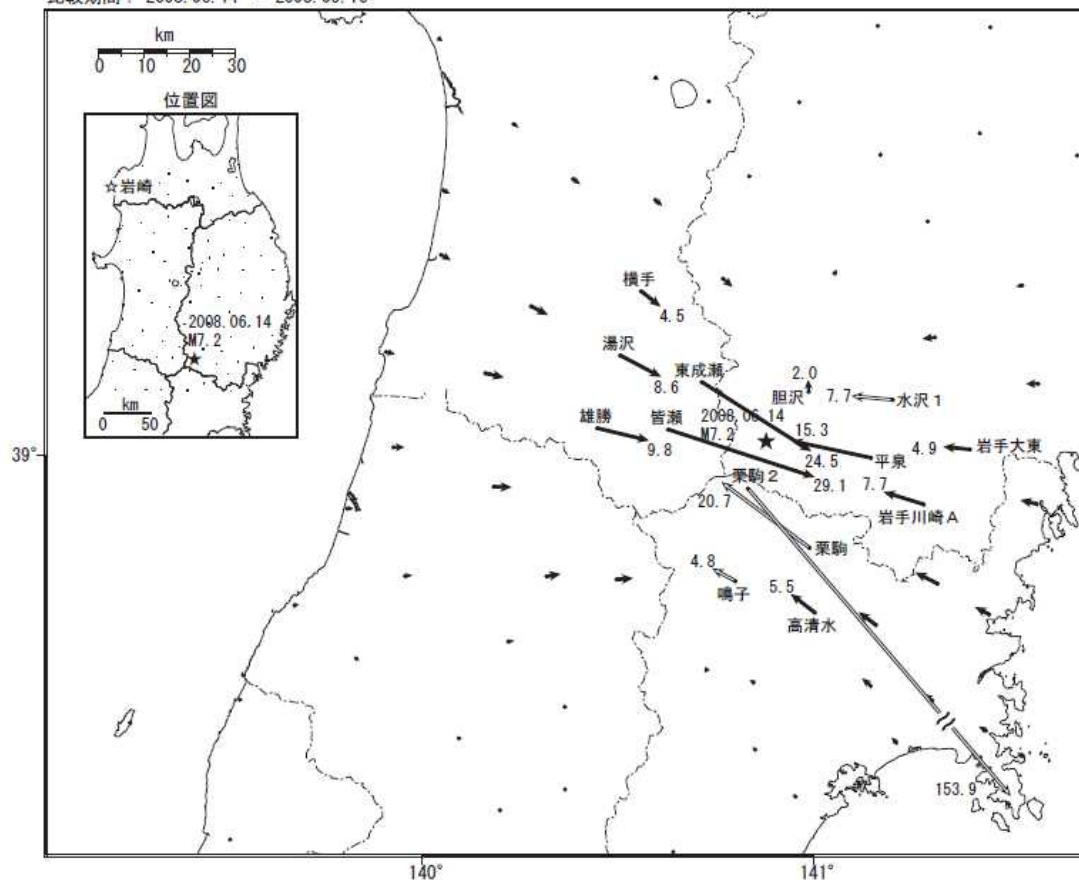 km
0 10 20 30
位置図
☆岩崎
2008.06.14
M7.2
km
0 50
横手
4.5
湯沢
8.6
東成瀬
2.0
胆沢
7.7
水沢１
雄勝
9.8
皆瀬
2008.06.14
M7.2
15.3
24.5
29.1
平泉
4.9
岩手大東
7.7
岩手川崎Ａ
栗駒２
20.7
栗駒
4.8
鳴子
5.5
高清水
153.9
39°
140°
141°